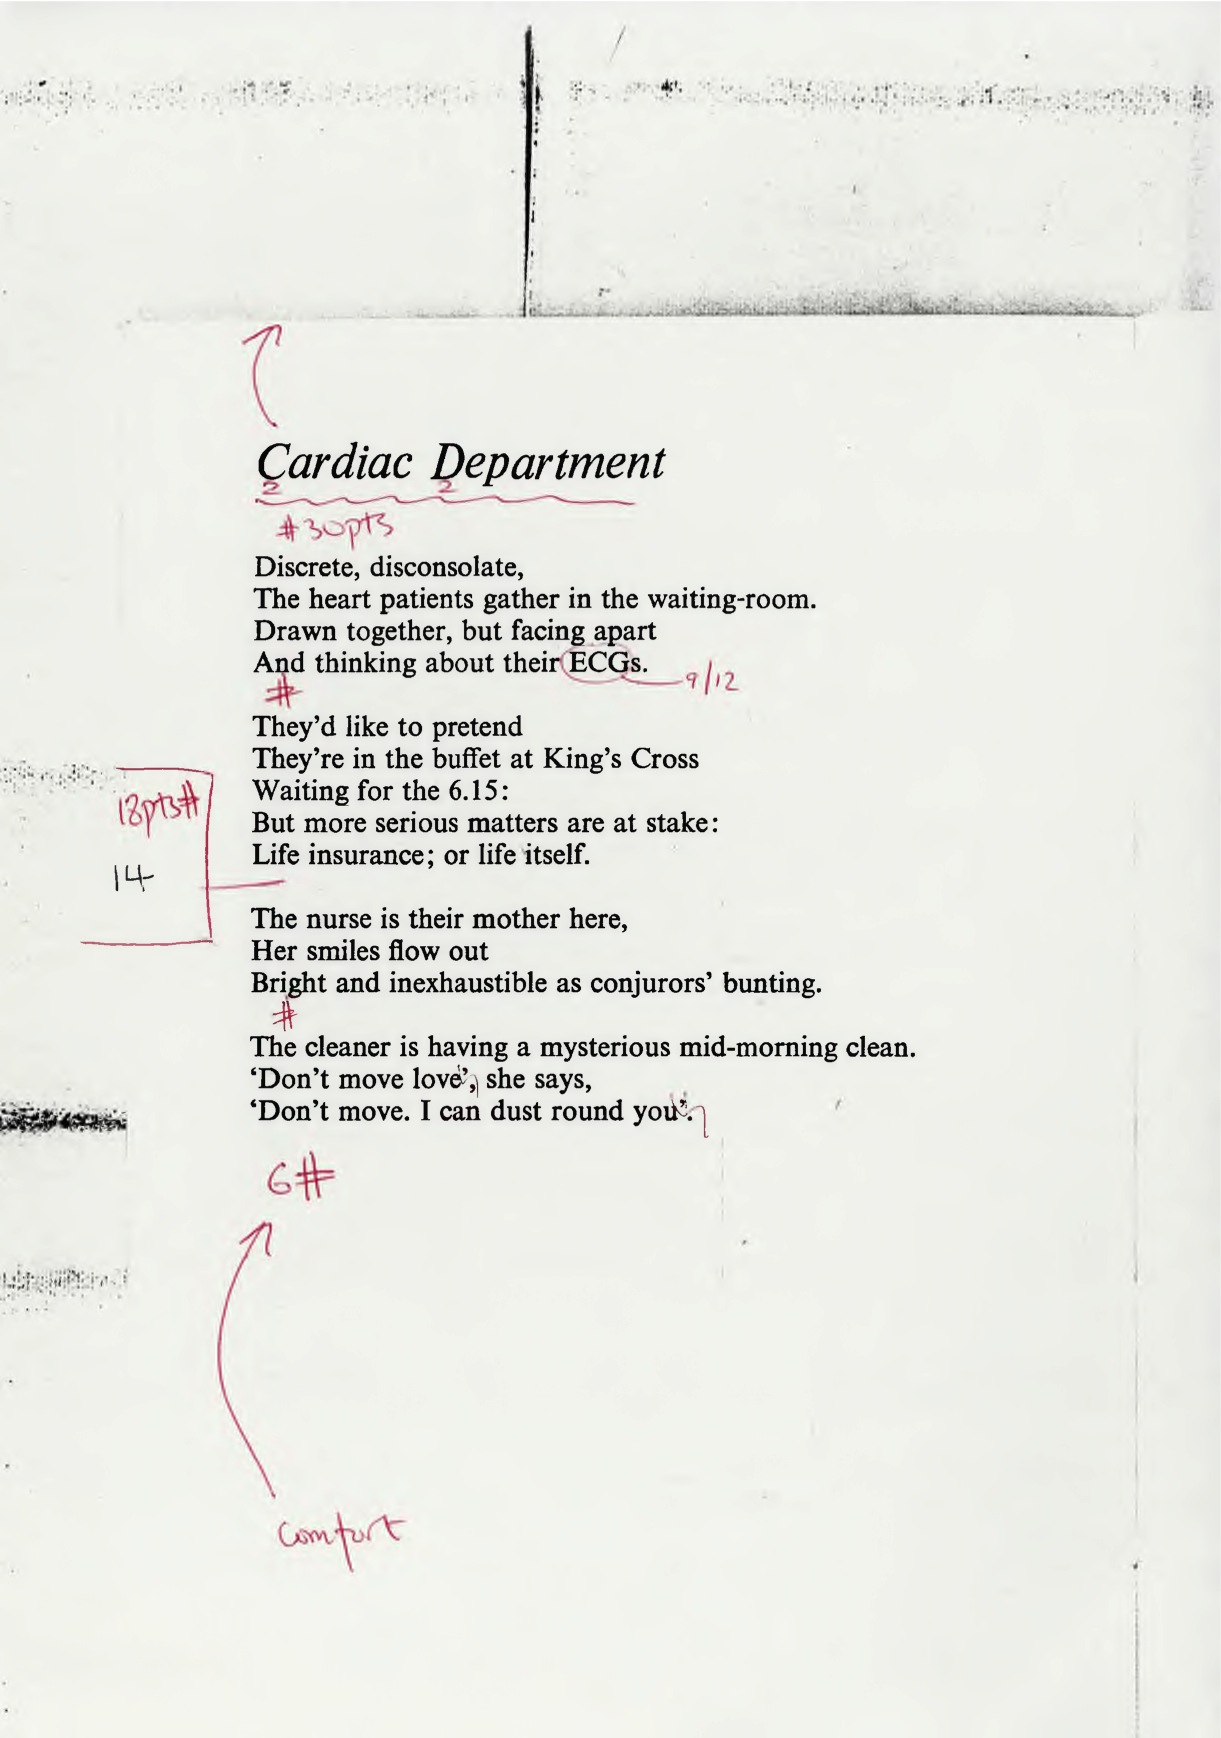 Cardiac Department
2 2
#30pts
Discrete, disconsolate,
The heart patients gather in the waiting-room.
Drawn together, but facing apart
And thinking about their ECGs.
9/12
#
They’d like to pretend
They’re in the buffet at King’s Cross
Waiting for the 6.15:
But more serious matters are at stake:
Life insurance; or life itself.
18pts#
14
The nurse is their mother here,
Her smiles flow out
Bright and inexhaustible as conjurors’ bunting.
#
The cleaner is having a mysterious mid-morning clean.
‘Don’t move love’, she says,
‘Don’t move. I can dust round you’.
6#
comfort